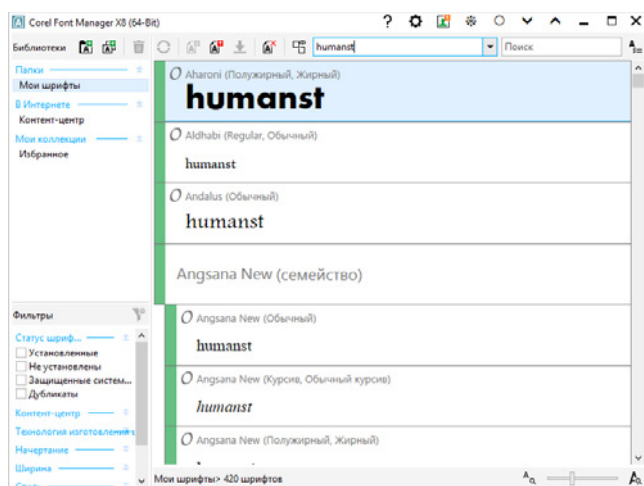 Corel Font Manager X8 (64-Bit)
Библиотеки
humanst
Поиск
Папки
Мои шрифты
В Интернете
Контент-центр
Мои коллекции
Избранное
Aharoni (Полужирный, Жирный)
humanst
Aldhabi (Regular, Обычный)
humanst
Andalus (Обычный)
humanst
Angsana New (семейство)
Angsana New (Обычный)
humanst
Angsana New (Курсив, Обычный курсив)
humanst
Angsana New (Полужирный, Жирный)
Фильтры
Статус шриф...
Установленные
Не установлены
Защищенные систем...
Дубликаты
Контент-центр
Технология изготовления
Начертание
Ширина
Мои шрифты> 420 шрифтов